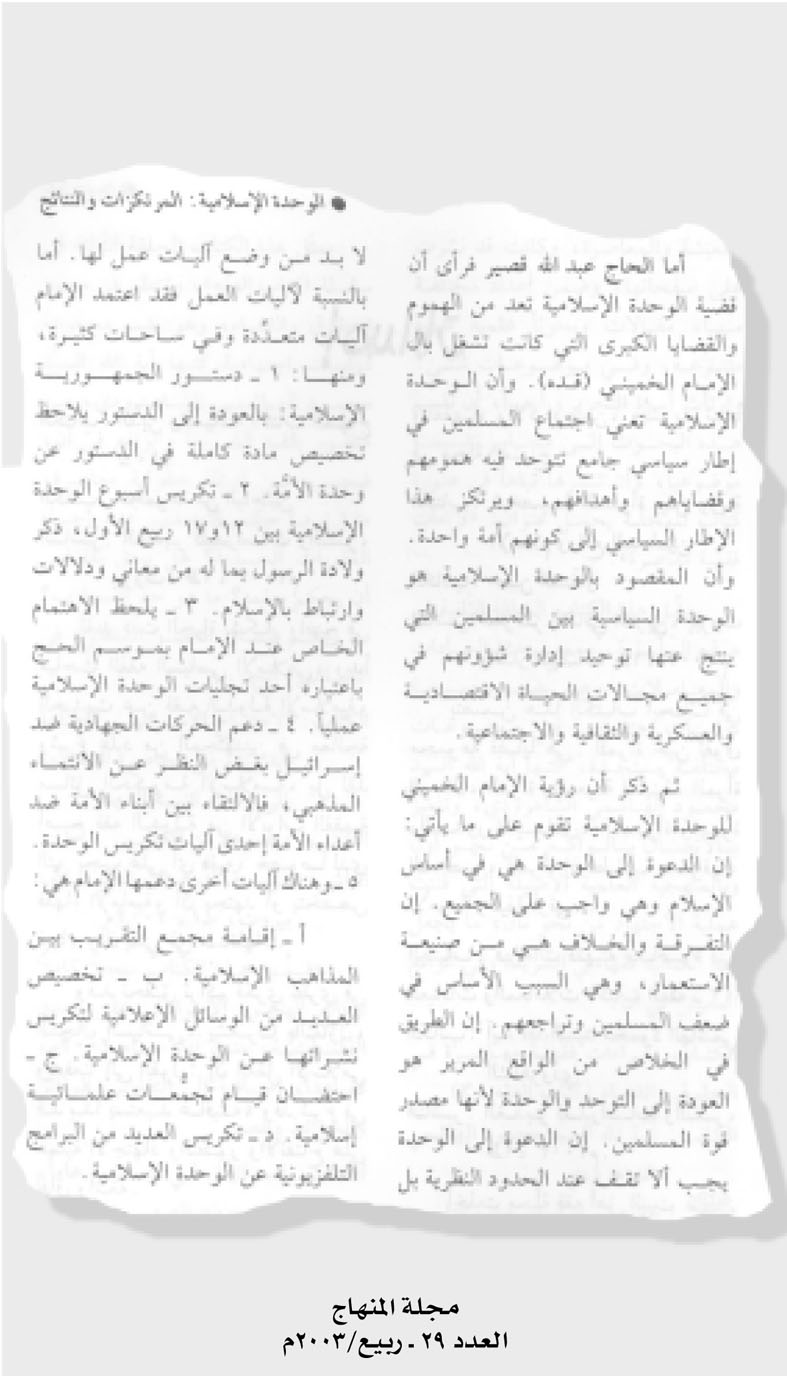 ● الوحدة الإسلامية: المرتكزات والنتائج
أما الحاج عبد الله قصير فرأى أن
قضية الوحدة الإسلامية تعد من الهموم
والقضايا الكبرى التي كانت تشغل بال
الإمام الخميني (قده). وأن الوحدة
الإسلامية تعني اجتماع المسلمين في
إطار سياسي جامع تتوحد فيه همومهم
وقضاياهم وأهدافهم، ويرتكز هذا
الإطار السياسي إلى كونهم أمة واحدة.
وأن المقصود بالوحدة الإسلامية هو
الوحدة السياسية بين المسلمين التي
ينتج عنها توحيد إدارة شؤونهم في
جميع مجالات الحياة الاقتصادية
والعسكرية والثقافية والاجتماعية.
ثم ذكر أن رؤية الإمام الخميني
للوحدة الإسلامية تقوم على ما يأتي:
إن الدعوة إلى الوحدة هي في أساس
الإسلام وهي واجب على الجميع. إن
التفرقة والخلاف هي من صنيعة
الاستعمار، وهي السبب الأساس في
ضعف المسلمين وتراجعهم. إن الطريق
في الخلاص من الواقع المرير هو
العودة إلى التوحد والوحدة لأنها مصدر
قوة المسلمين. إن الدعوة إلى الوحدة
يجب ألا تقف عند الحدود النظرية بل
لا بد من وضع آليات عمل لها. أما
بالنسبة لآليات العمل فقد اعتمد الإمام
آليات متعدّدة وفي ساحات كثيرة،
ومنها: ١ ـ دستور الجمهورية
الإسلامية: بالعودة إلى الدستور يلاحظ
تخصيص مادة كاملة في الدستور عن
وحدة الأمّة. ٢ ـ تكريس أسبوع الوحدة
الإسلامية بين ١٢ و١٧ ربيع الأول، ذكر
ولادة الرسول بما له من معاني ودلالات
وارتباط بالإسلام. ٣ ـ يلحظ الاهتمام
الخاص عند الإمام بموسم الحج
باعتباره أحد تجليات الوحدة الإسلامية
عملياً. ٤ ـ دعم الحركات الجهادية ضد
إسرائيل بغض النظر عن الانتماء
المذهبي، فالالتقاء بين أبناء الأمة ضد
أعداء الأمة إحدى آليات تكريس الوحدة.
٥ ـ وهناك آليات أخرى دعمها الإمام هي:
أ ـ إقامة مجمع التقريب بين
المذاهب الإسلامية. ب ـ تخصيص
العديد من الوسائل الإعلامية لتكريس
نشراتها عن الوحدة الإسلامية. ج ـ
احتضان قيام تجمُّعات علمائية
إسلامية. د ـ تكريس العديد من البرامج
التلفزيونية عن الوحدة الإسلامية.
مجلة المنهاج
العدد ٢٩ ـ ربيع/٢٠٠٣م